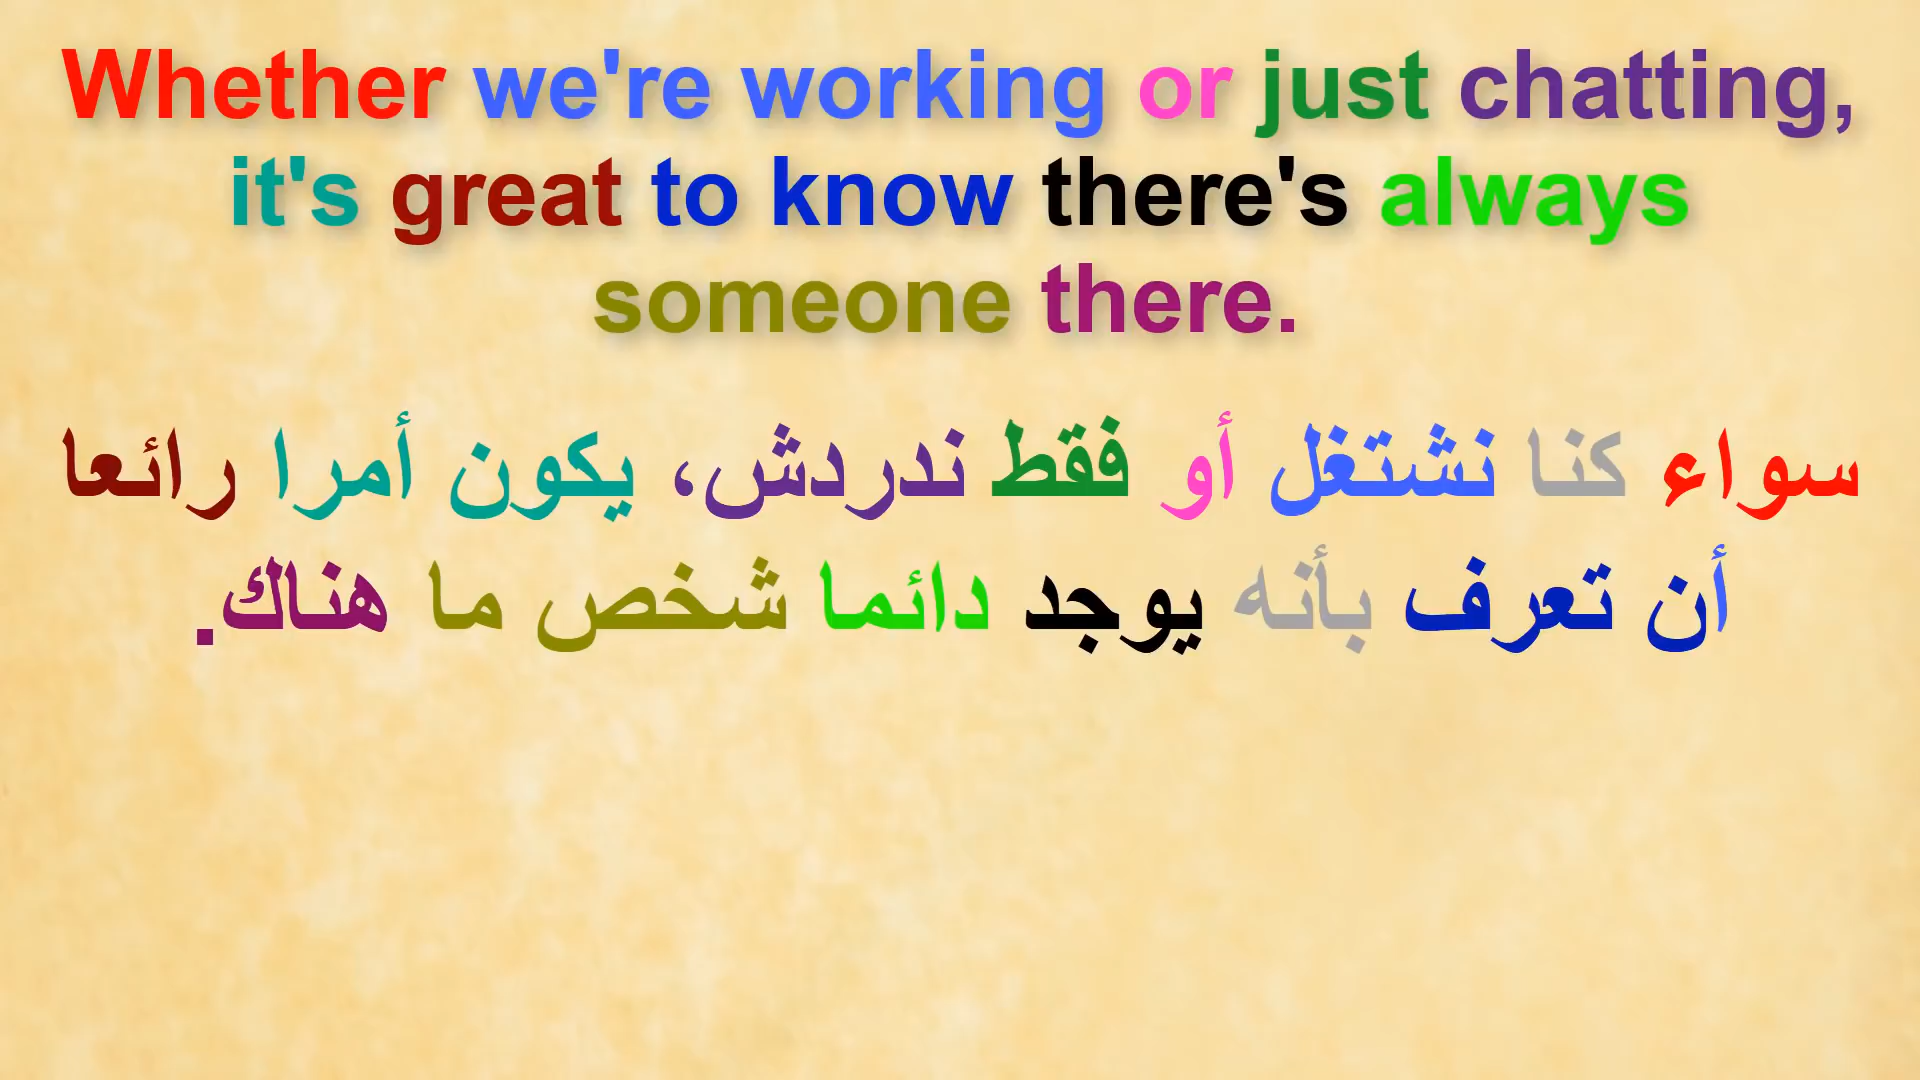 Whether we're working or just chatting,
it's great to know there's always
someone there.
سواء كنا نشتغل أو فقط ندردش، يكون أمرا رائعا
أن تعرف بأنه يوجد دائما شخص ما هناك.